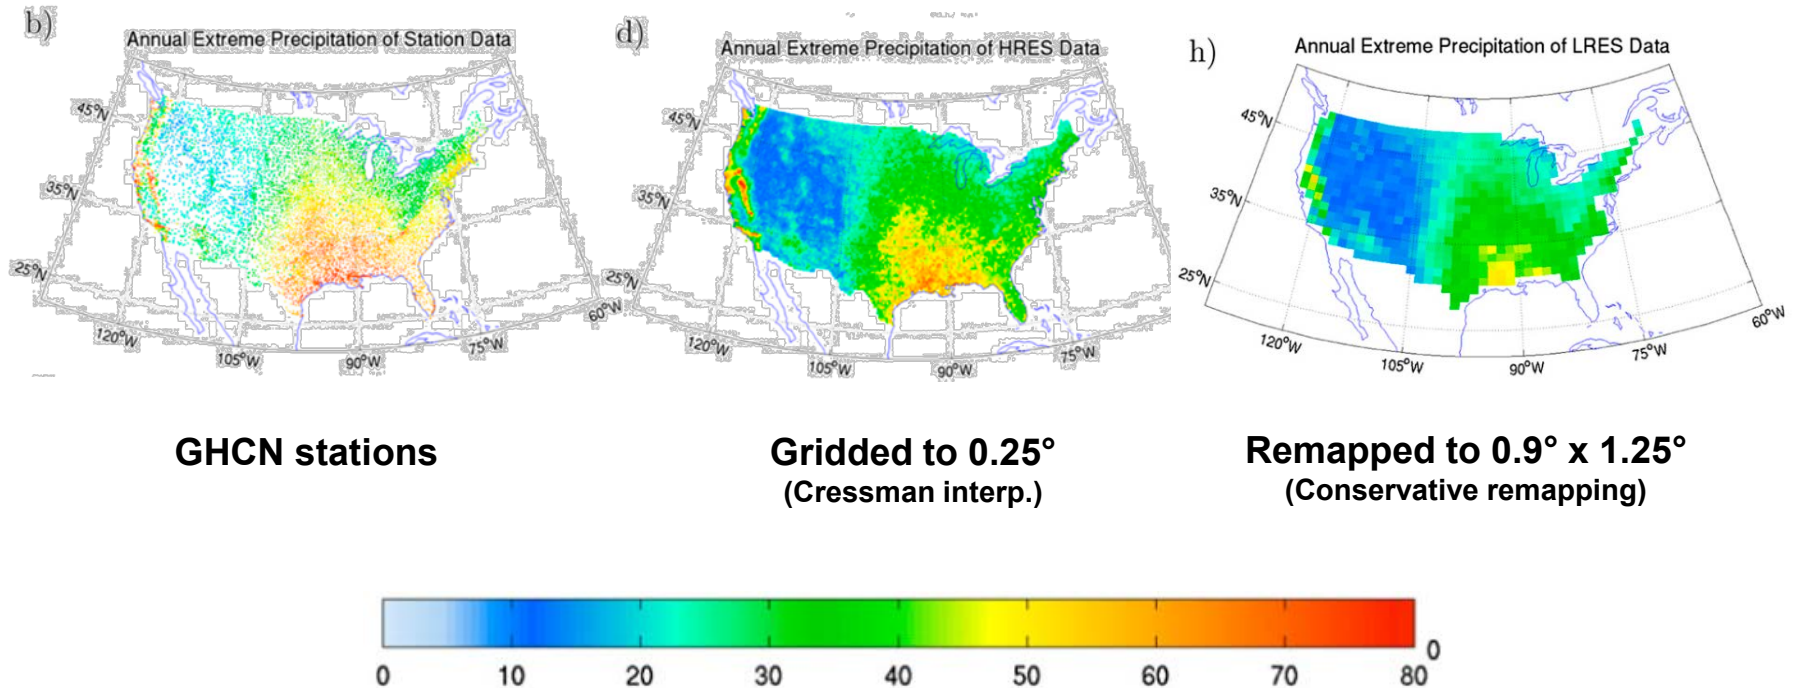 b)
Annual Extreme Precipitation of Station Data
45°N
35°N
25°N
120°W
105°W
90°W
75°W
60°W
d)
Annual Extreme Precipitation of HRES Data
45°N
35°N
25°N
120°W
105°W
90°W
75°W
h)
Annual Extreme Precipitation of LRES Data
45°N
35°N
25°N
120°W
105°W
90°W
75°W
60°W
GHCN stations
Gridded to 0.25°
(Cressman interp.)
Remapped to 0.9° x 1.25°
(Conservative remapping)
0
0 10 20 30 40 50 60 70 80